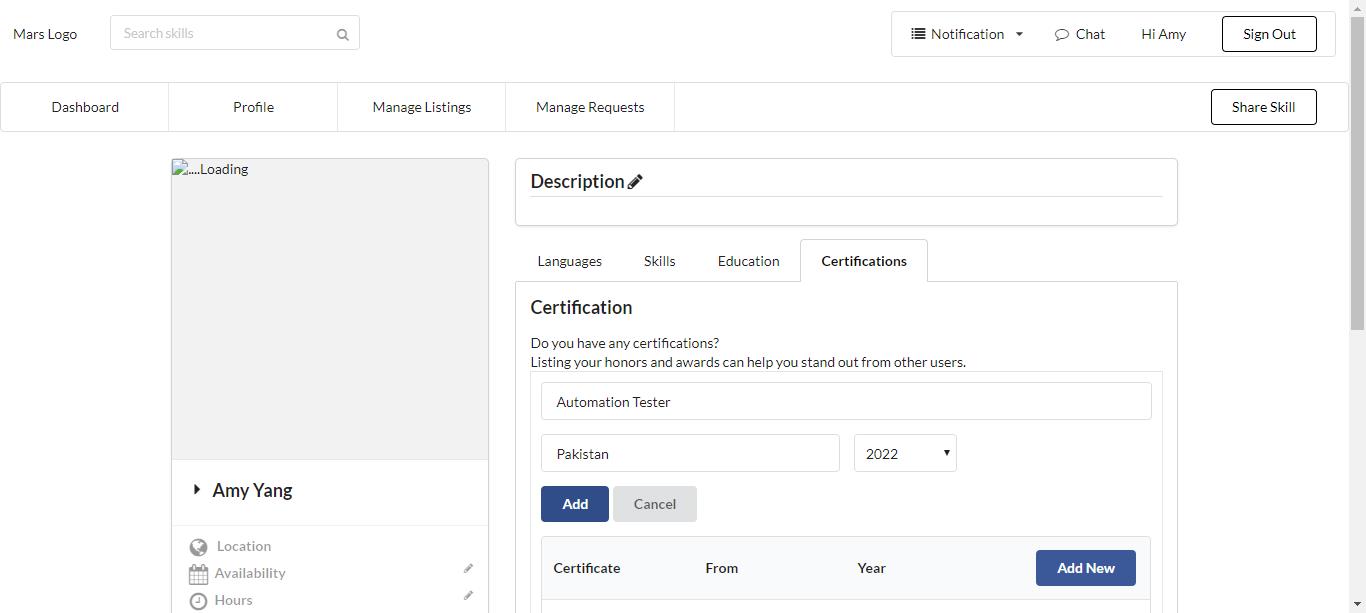 Mars Logo
Search skills
Notification
Chat
Hi Amy
Sign Out
Dashboard
Profile
Manage Listings
Manage Requests
Share Skill
....Loading
Amy Yang
Location
Availability
Hours
Description
Languages
Skills
Education
Certifications
Certification
Do you have any certifications?
Listing your honors and awards can help you stand out from other users.
Automation Tester
Pakistan
2022
Add
Cancel
Certificate
From
Year
Add New